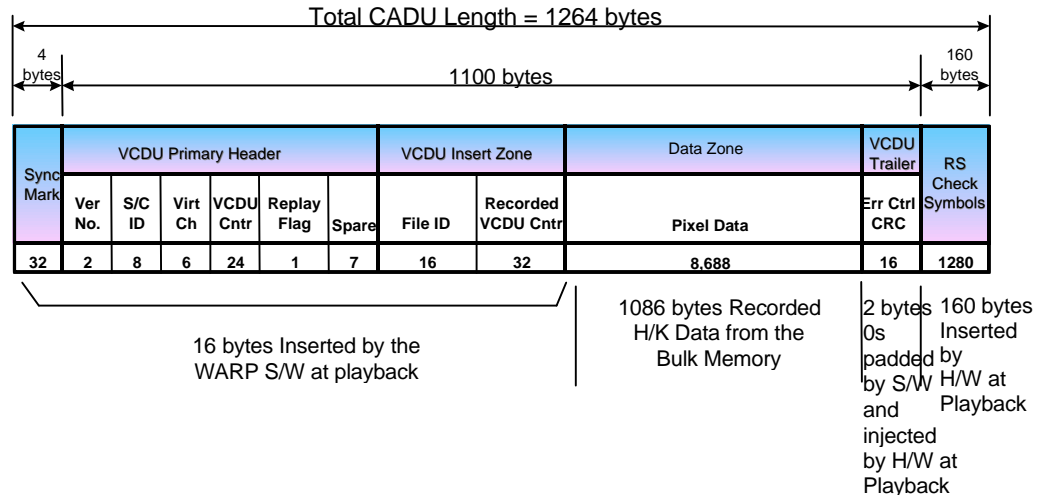 Total CADU Length = 1264 bytes
4
bytes
1100 bytes
160
bytes
Sync
Mark
VCDU Primary Header
VCDU Insert Zone
Data Zone
VCDU
Trailer
RS
Check
Symbols
Ver
No.
S/C
ID
Virt
Ch
VCDU
Cntr
Replay
Flag
Spare
File ID
Recorded
VCDU Cntr
Pixel Data
Err Ctrl
CRC
32 2 8 6 24 1 7 16 32 8,688 16 1280
16 bytes Inserted by the
WARP S/W at playback
1086 bytes Recorded
H/K Data from the
Bulk Memory
2 bytes
0s
padded
by S/W
and
injected
by H/W at
Playback
160 bytes
Inserted
by
H/W at
Playback